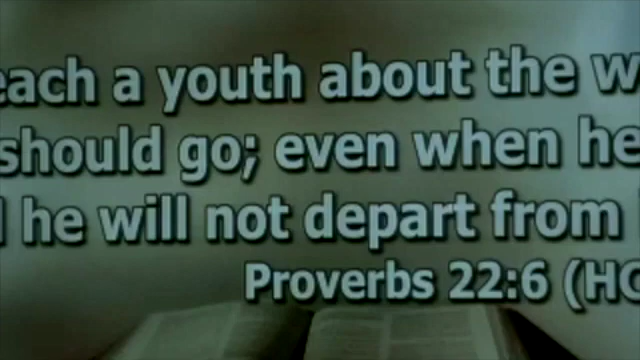 each a youth about the w
should go; even when he
he will not depart from
Proverbs 22:6 (HC